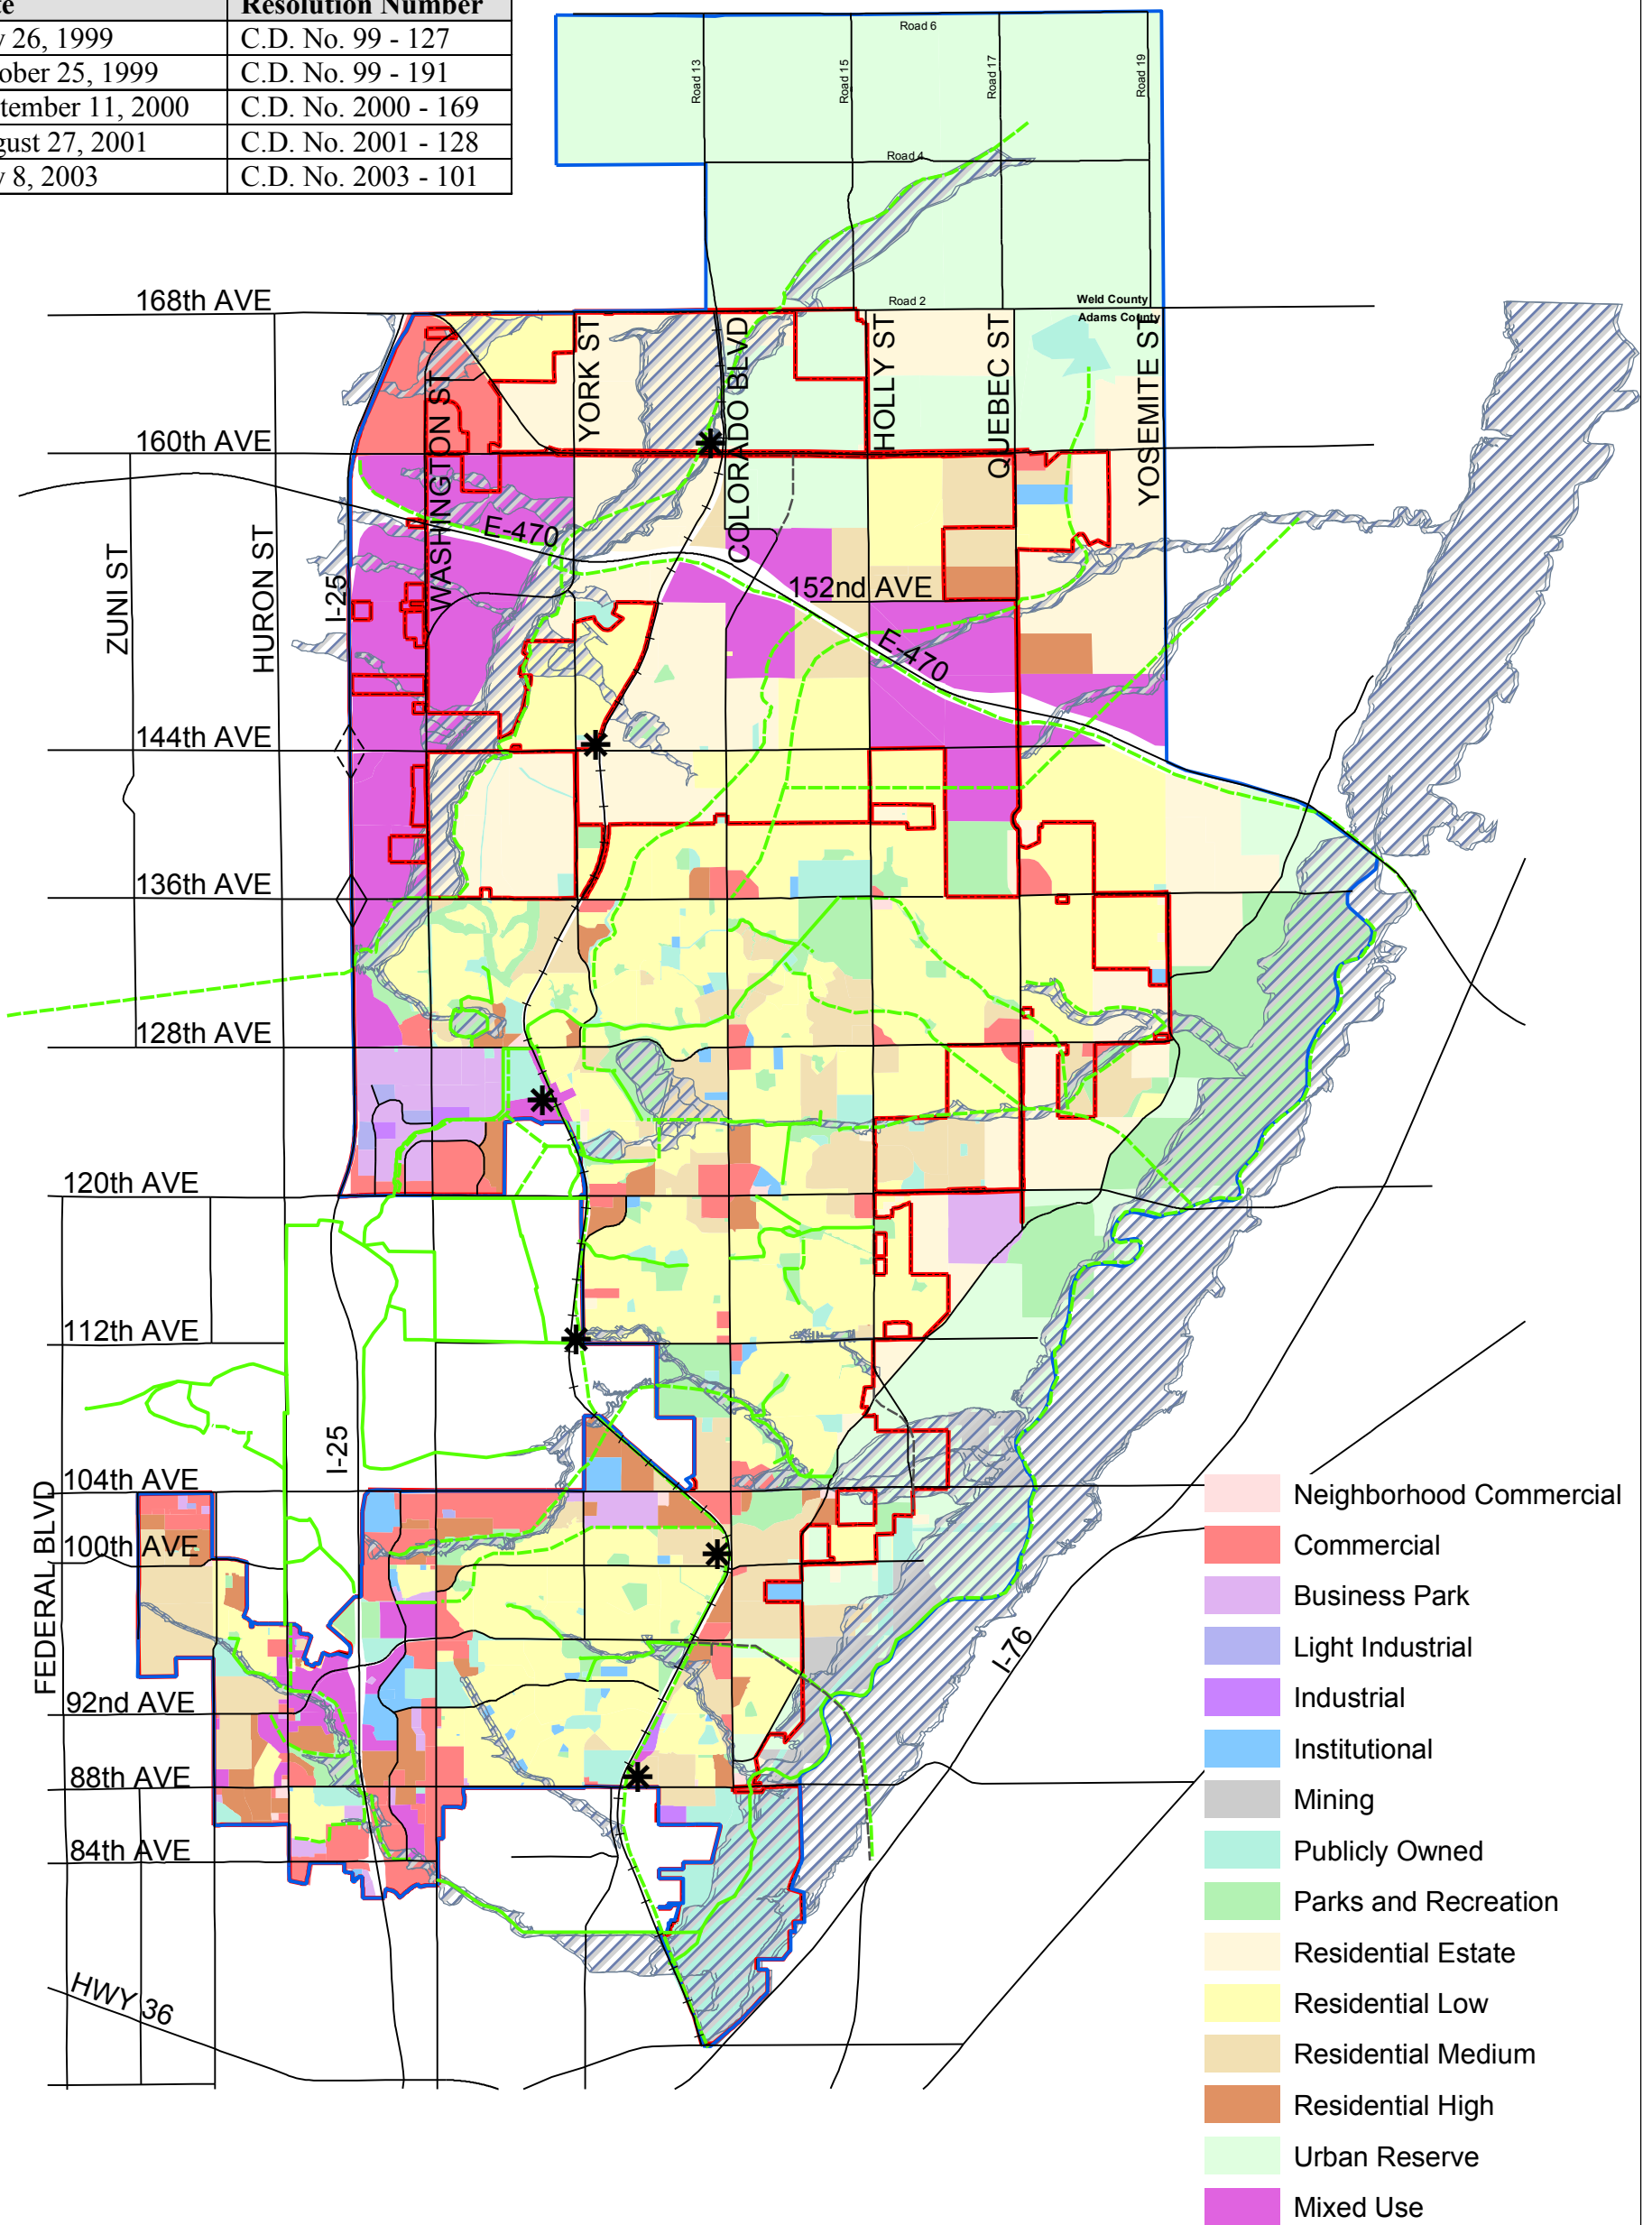 Resolution Number
26, 1999 C.D. No. 99 - 127
ober 25, 1999 C.D. No. 99 - 191
tember 11, 2000 C.D. No. 2000 - 169
gust 27, 2001 C.D. No. 2001 - 128
8, 2003 C.D. No. 2003 - 101
Road 6
Road 13
Road 15
Road 17
Road 19
Road 4
Road 2
Weld County
Adams County
168th AVE
YORK ST
COLORADO BLVD
HOLLY ST
QUEBEC ST
YOSEMITE ST
WASHINGTON ST
160th AVE
E-470
ZUNI ST
HURON ST
I-25
152nd AVE
E-470
144th AVE
136th AVE
128th AVE
120th AVE
112th AVE
I-25
104th AVE
FEDERAL BLVD
100th AVE
I-76
92nd AVE
88th AVE
84th AVE
HWY 36
Neighborhood Commercial
Commercial
Business Park
Light Industrial
Industrial
Institutional
Mining
Publicly Owned
Parks and Recreation
Residential Estate
Residential Low
Residential Medium
Residential High
Urban Reserve
Mixed Use